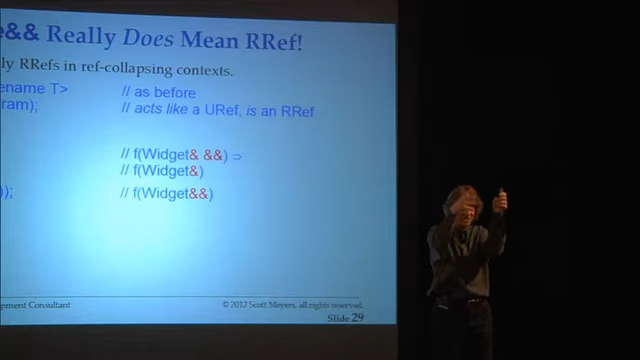 e&& Really Does Mean RRef!
ly RRefs in ref-collapsing contexts.
ename T> // as before
ram); // acts like a URef, is an RRef
// f(Widget& &&) ⇒
// f(Widget&)
)); // f(Widget&&)
opment Consultant © 2012 Scott Meyers, all rights reserved.
Slide 29